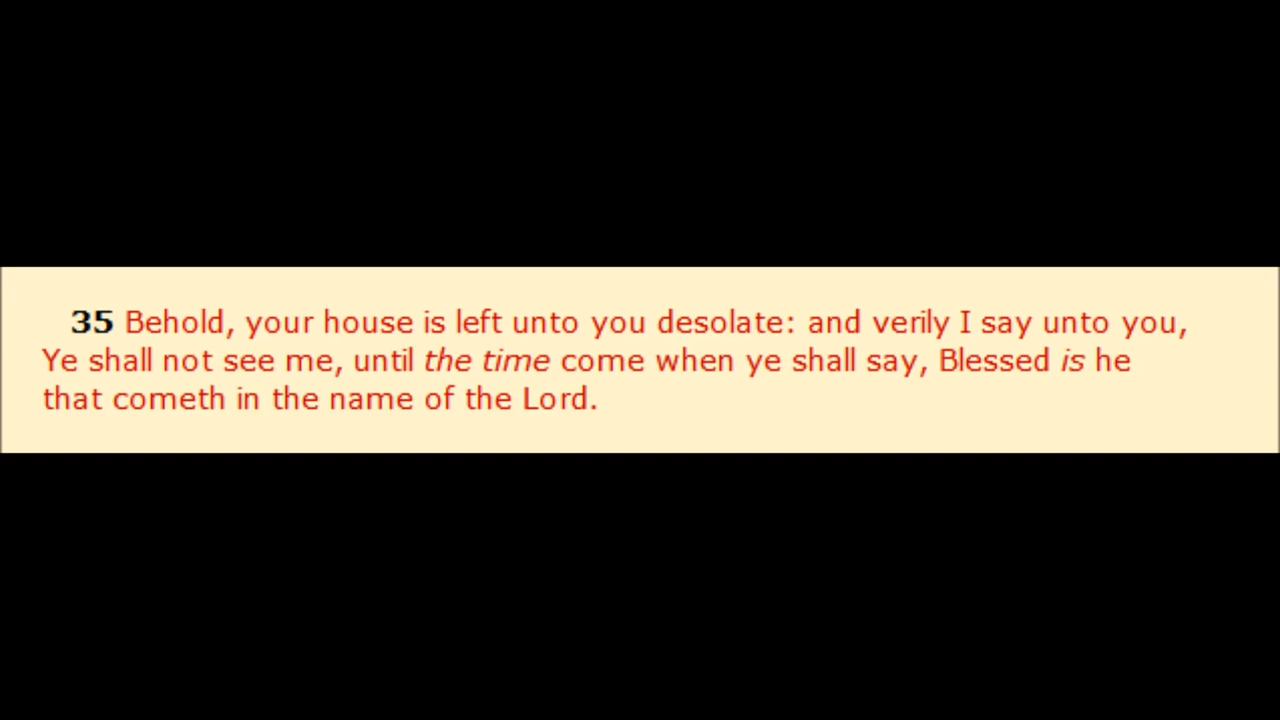 35 Behold, your house is left unto you desolate: and verily I say unto you,
Ye shall not see me, until the time come when ye shall say, Blessed is he
that cometh in the name of the Lord.